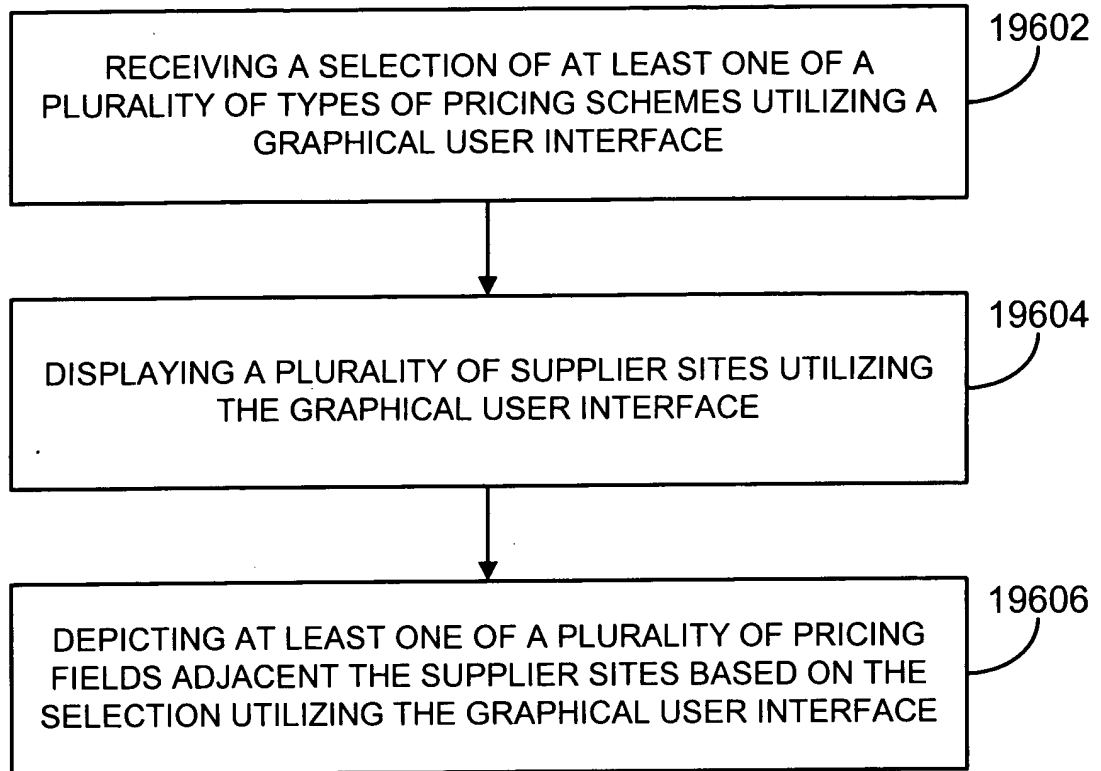 19602
RECEIVING A SELECTION OF AT LEAST ONE OF A
PLURALITY OF TYPES OF PRICING SCHEMES UTILIZING A
GRAPHICAL USER INTERFACE
19604
DISPLAYING A PLURALITY OF SUPPLIER SITES UTILIZING
THE GRAPHICAL USER INTERFACE
19606
DEPICTING AT LEAST ONE OF A PLURALITY OF PRICING
FIELDS ADJACENT THE SUPPLIER SITES BASED ON THE
SELECTION UTILIZING THE GRAPHICAL USER INTERFACE